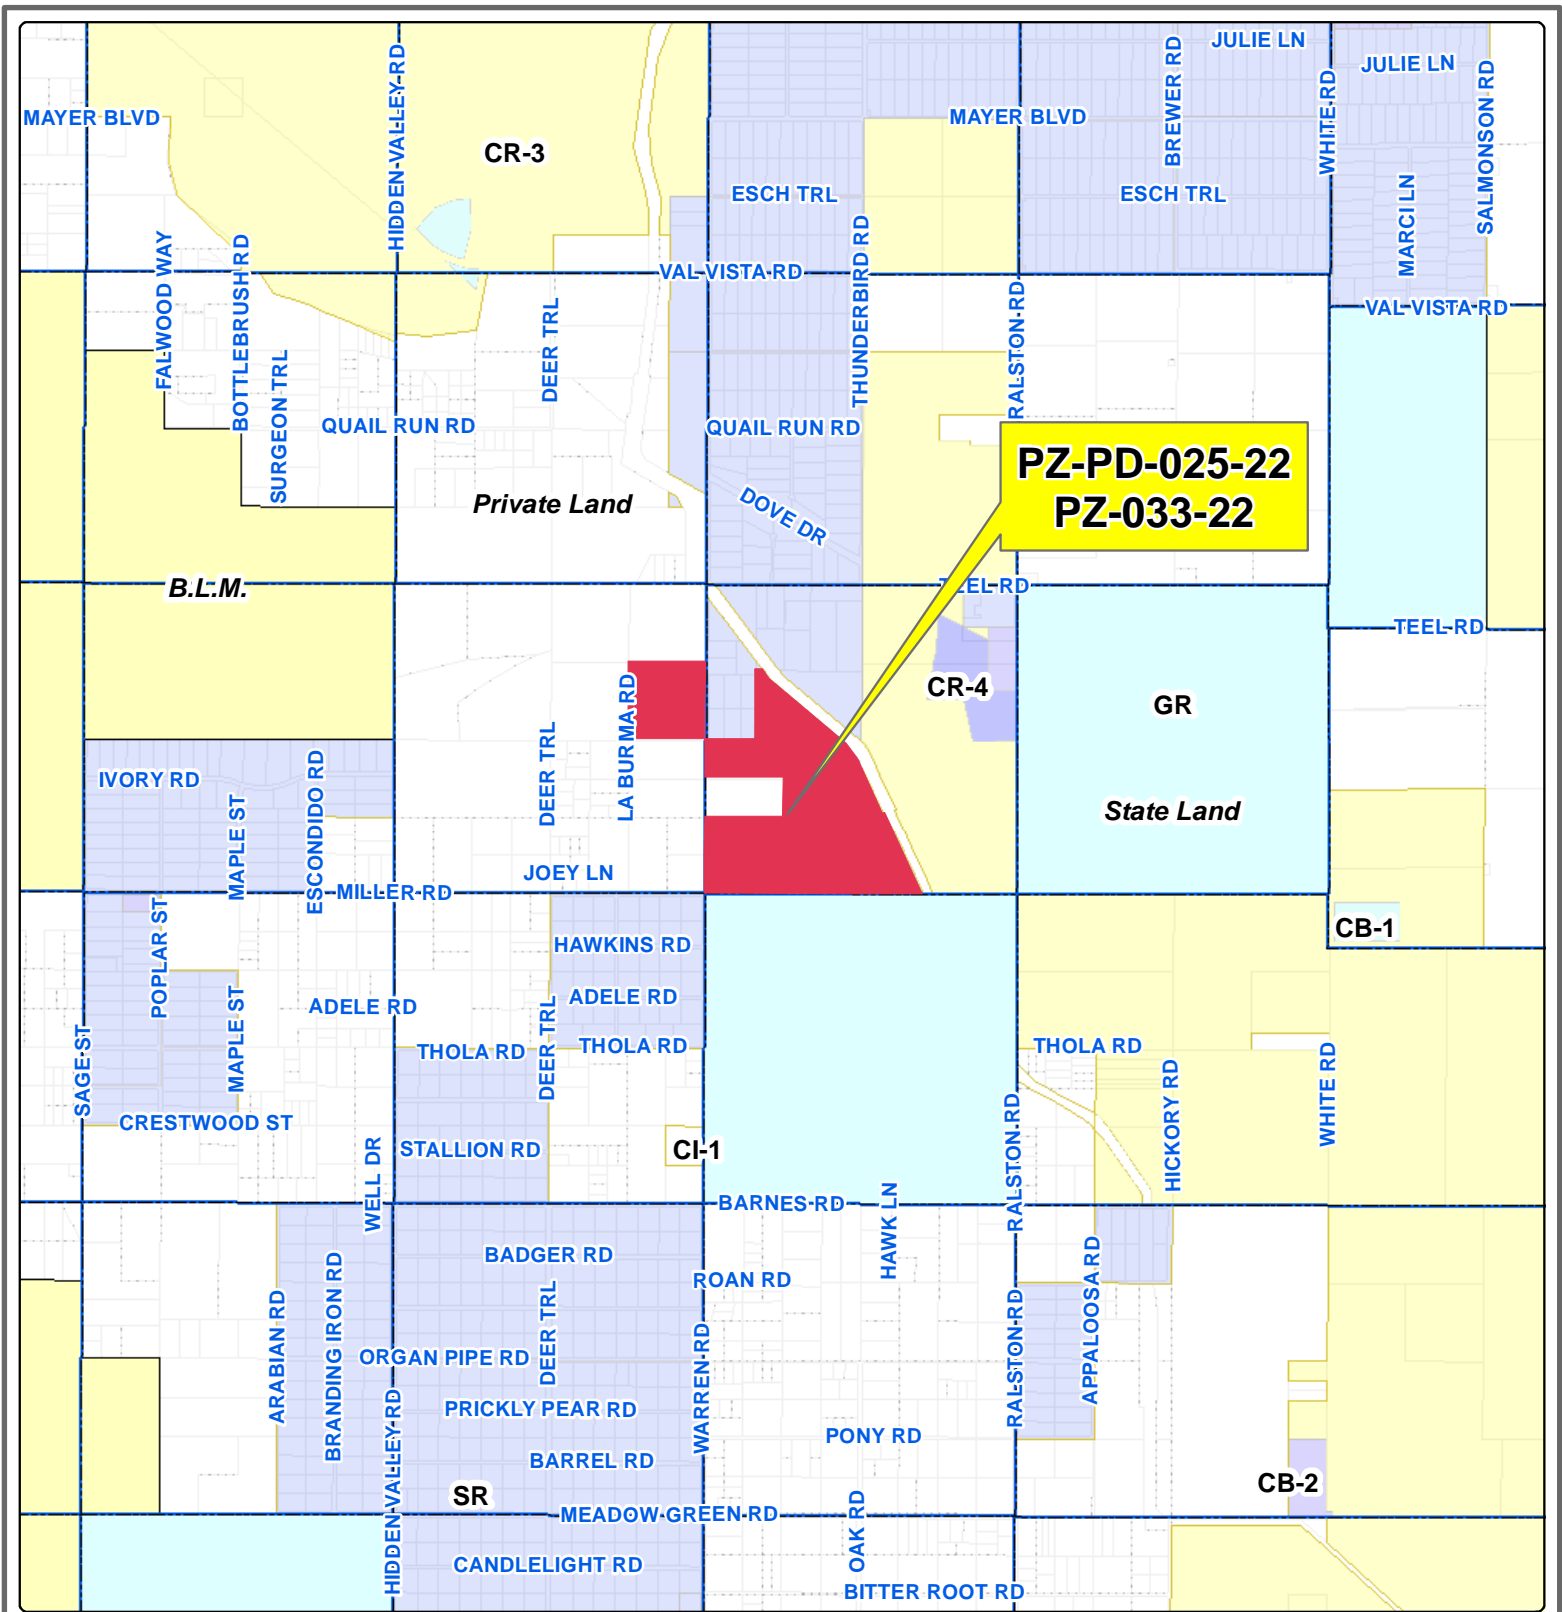 JULIE LN
JULIE LN
MAYER BLVD
HIDDEN-VALLEY-RD
CR-3
MAYER BLVD
BREWER RD
WHITE-RD
SALMONSON RD
ESCH TRL
ESCH TRL
MARCI LN
FALWOOD WAY
BOTTLEBRUSH RD
VAL VISTA RD
THUNDERBIRD RD
RALSTON-RD
VAL VISTA RD
DEER TRL
SURGEON TRL
QUAIL RUN RD
QUAIL RUN RD
PZ-PD-025-22
PZ-033-22
Private Land
DOVE DR
B.L.M.
TEEL RD
TEEL RD
CR-4
GR
LA BURMA RD
DEER TRL
IVORY RD
ESCONDIDO RD
MAPLE ST
State Land
JOEY LN
MILLER RD
POPLAR ST
HAWKINS RD
CB-1
ADELE RD
ADELE RD
MAPLE ST
SAGE ST
THOLA RD
DEER TRL
THOLA RD
THOLA RD
HICKORY RD
WHITE RD
CRESTWOOD ST
STALLION RD
CI-1
RALSTON-RD
WELL DR
BARNES RD
HAWK LN
BADGER RD
ROAN RD
ARABIAN RD
BRANDING IRON RD
DEER TRL
RALSTON-RD
APPALOOSA RD
ORGAN PIPE RD
WARREN-RD
PRICKLY PEAR RD
PONY RD
BARREL RD
HIDDEN-VALLEY-RD
SR
CB-2
MEADOW GREEN RD
OAK RD
CANDLELIGHT RD
BITTER ROOT RD